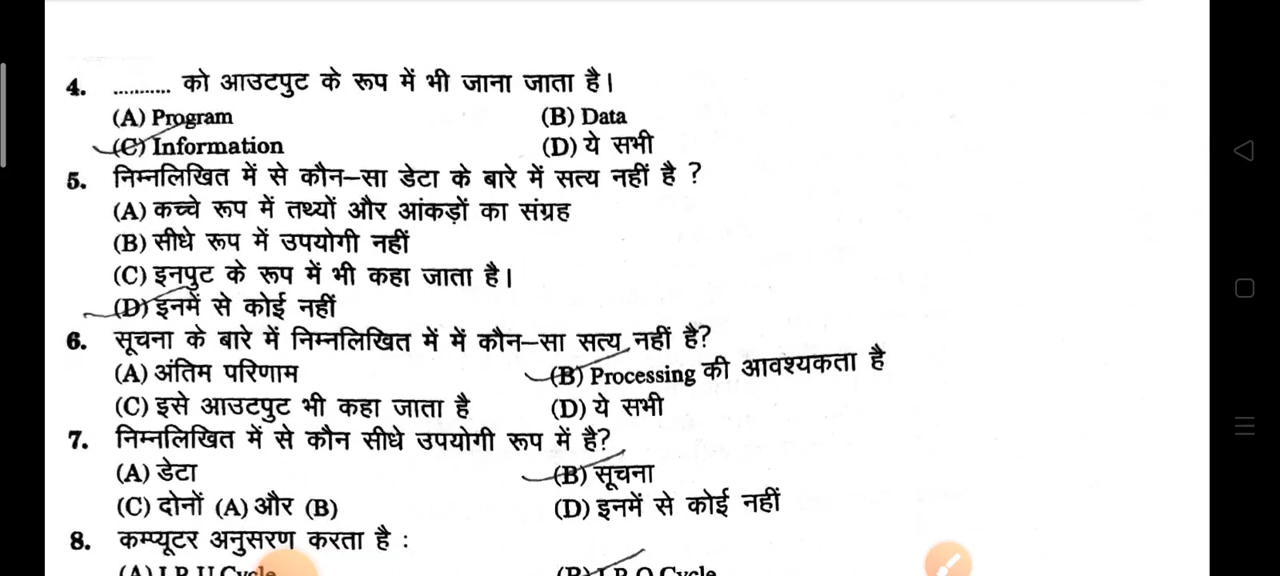 4. ........... को आउटपुट के रूप में भी जाना जाता है।
(A) Program (B) Data
(C) Information (D) ये सभी
5. निम्नलिखित में से कौन-सा डेटा के बारे में सत्य नहीं है ?
(A) कच्चे रूप में तथ्यों और आंकड़ों का संग्रह
(B) सीधे रूप में उपयोगी नहीं
(C) इनपुट के रूप में भी कहा जाता है।
(D) इनमें से कोई नहीं
6. सूचना के बारे में निम्नलिखित में में कौन-सा सत्य नहीं है?
(A) अंतिम परिणाम (B) Processing की आवश्यकता है
(C) इसे आउटपुट भी कहा जाता है (D) ये सभी
7. निम्नलिखित में से कौन सीधे उपयोगी रूप में है?
(A) डेटा (B) सूचना
(C) दोनों (A) और (B) (D) इनमें से कोई नहीं
8. कम्प्यूटर अनुसरण करता है :
(A) I.P.U Cycle (B) I.P.O Cycle